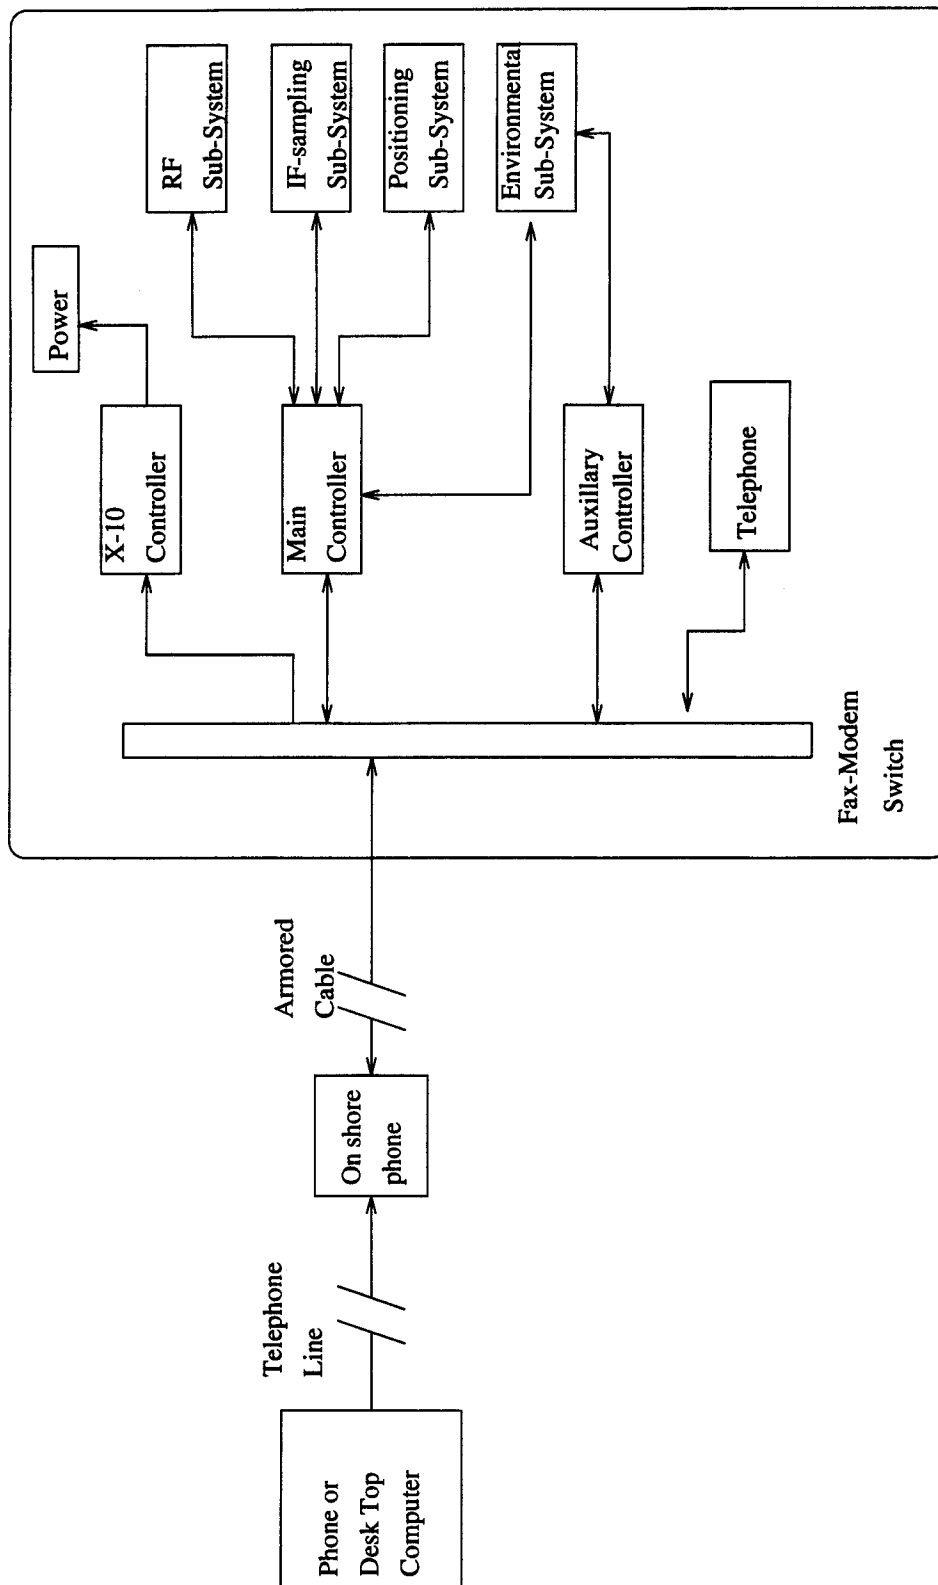 Phone or
Desk Top
Computer
Telephone
Line
On shore
phone
Armored
Cable
Fax-Modem
Switch
X-10
Controller
Power
Main
Controller
Auxillary
Controller
Telephone
RF
Sub-System
IF-sampling
Sub-System
Positioning
Sub-System
Environmental
Sub-System